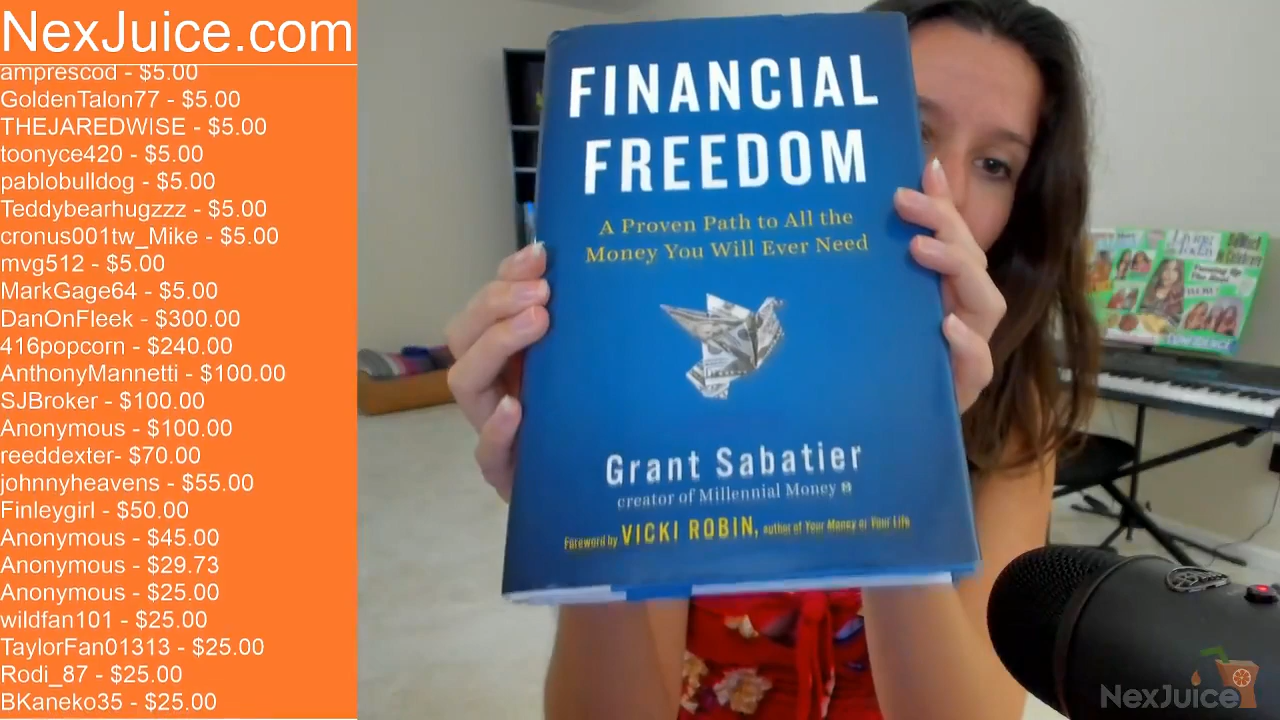 NexJuice.com
amprescod - $5.00
GoldenTalon77 - $5.00
THEJAREDWISE - $5.00
toonyce420 - $5.00
pablobulldog - $5.00
Teddybearhugzzz - $5.00
cronus001tw_Mike - $5.00
mvg512 - $5.00
MarkGage64 - $5.00
DanOnFleek - $300.00
416popcorn - $240.00
AnthonyMannetti - $100.00
SJBroker - $100.00
Anonymous - $100.00
reeddexter- $70.00
johnnyheavens - $55.00
Finleygirl - $50.00
Anonymous - $45.00
Anonymous - $29.73
Anonymous - $25.00
wildfan101 - $25.00
TaylorFan01313 - $25.00
Rodi_87 - $25.00
BKaneko35 - $25.00
FINANCIAL
FREEDOM
A Proven Path to All the
Money You Will Ever Need
Grant Sabatier
creator of Millennial Money
Foreword by VICKI ROBIN, author of Your Money or Your Life
NexJuice